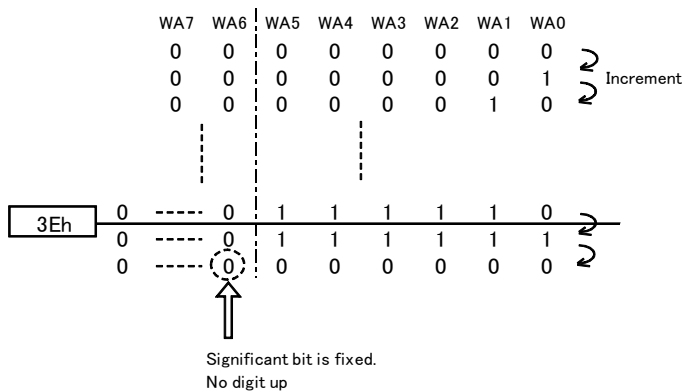 WA7 WA6 WA5 WA4 WA3 WA2 WA1 WA0
0 0 0 0 0 0 0 0
0 0 0 0 0 0 0 1
Increment
0 0 0 0 0 0 1 0
0 ----- 0 1 1 1 1 1 0
3Eh
0 ----- 0 1 1 1 1 1 1
0 ----- 0 0 0 0 0 0 0
Significant bit is fixed.
No digit up